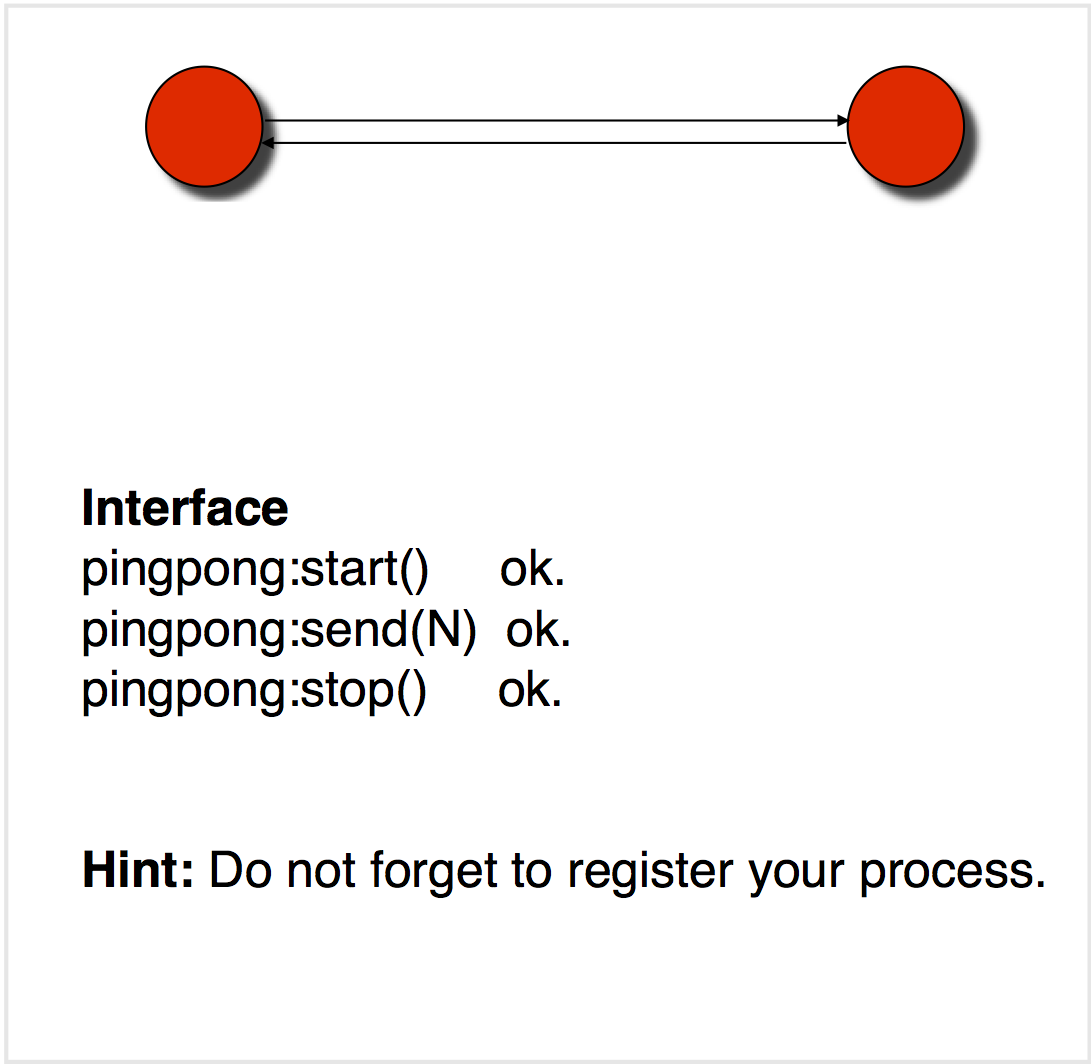 Interface
pingpong:start() ok.
pingpong:send(N) ok.
pingpong:stop() ok.
Hint: Do not forget to register your process.